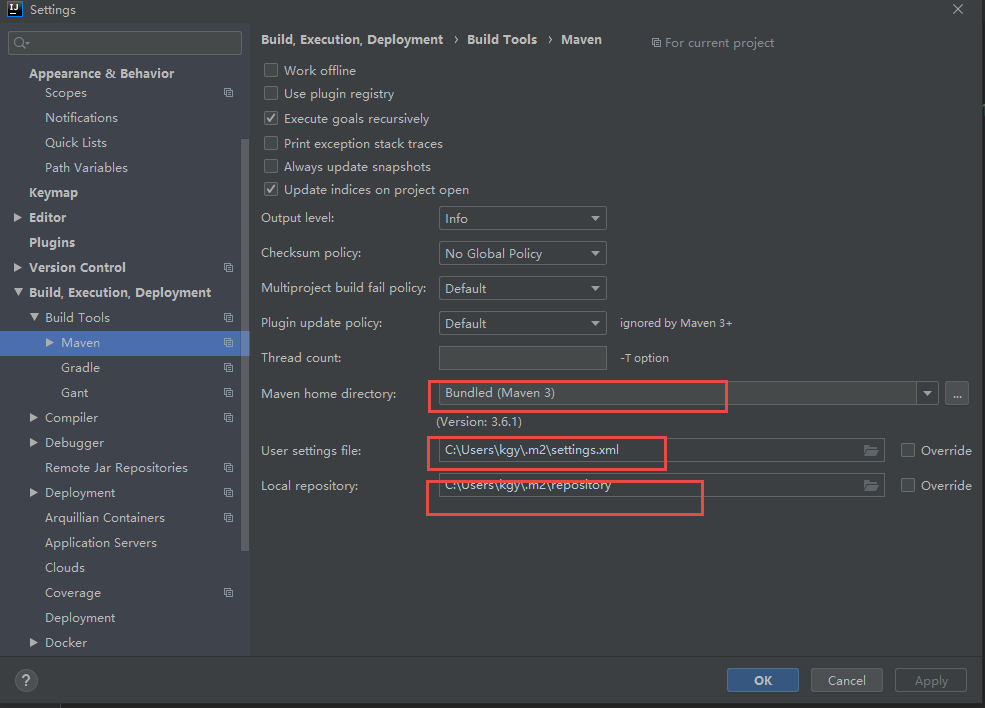 IJ Settings
Build, Execution, Deployment › Build Tools › Maven For current project
Appearance & Behavior
Scopes
Notifications
Quick Lists
Path Variables
Keymap
Editor
Plugins
Version Control
Build, Execution, Deployment
Build Tools
Maven
Gradle
Gant
Compiler
Debugger
Remote Jar Repositories
Deployment
Arquillian Containers
Application Servers
Clouds
Coverage
Deployment
Docker
Work offline
Use plugin registry
Execute goals recursively
Print exception stack traces
Always update snapshots
Update indices on project open
Output level: Info
Checksum policy: No Global Policy
Multiproject build fail policy: Default
Plugin update policy: Default ignored by Maven 3+
Thread count: -T option
Maven home directory: Bundled (Maven 3) ...
(Version: 3.6.1)
User settings file: C:\Users\kgy\.m2\settings.xml Override
Local repository: C:\Users\kgy\.m2\repository Override
? OK Cancel Apply